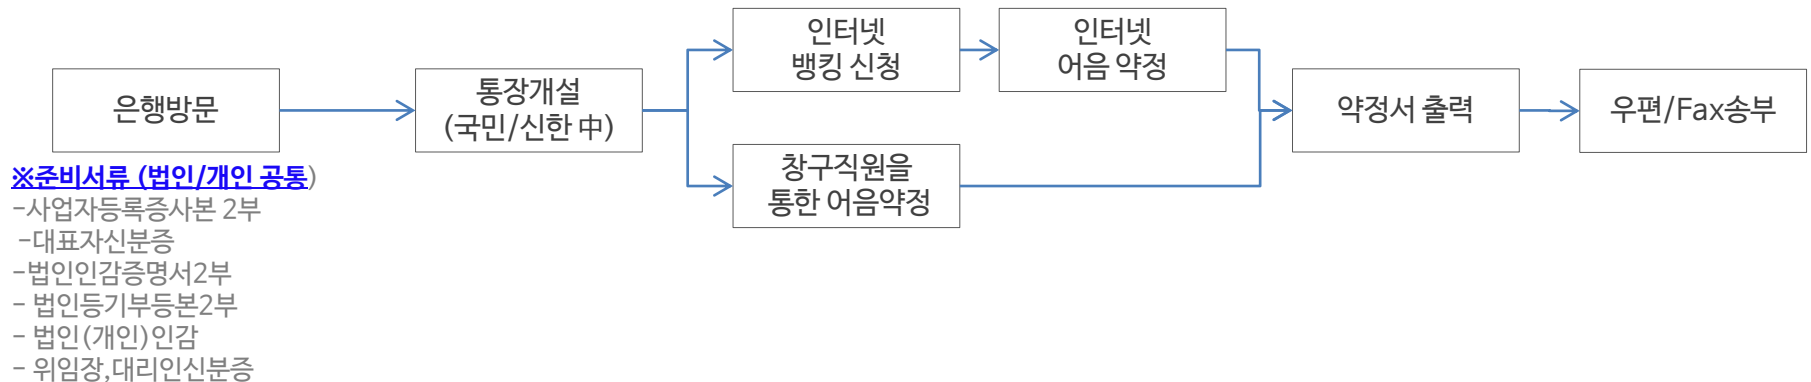 은행방문
통장개설
(국민/신한 中)
인터넷
뱅킹 신청
인터넷
어음 약정
창구직원을
통한 어음약정
약정서 출력
우편/Fax송부
※준비서류 (법인/개인 공통)
-사업자등록증사본 2부
-대표자신분증
-법인인감증명서2부
- 법인등기부등본2부
- 법인(개인)인감
- 위임장,대리인신분증